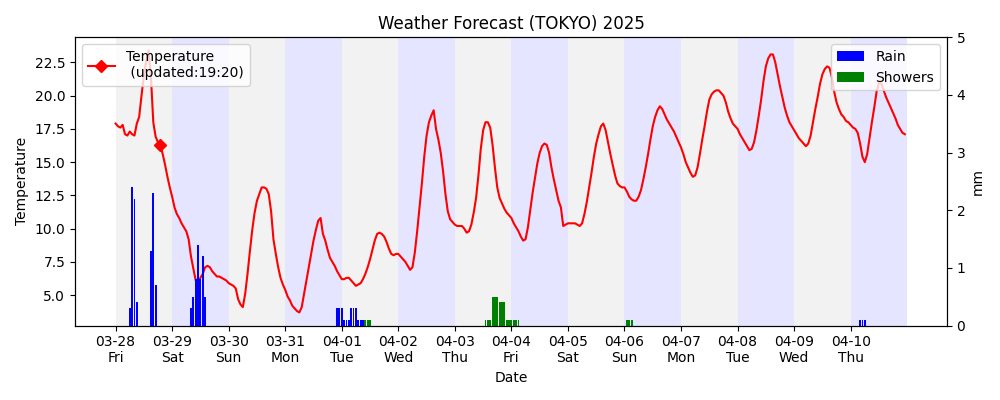 Weather Forecast (TOKYO) 2025
Temperature
(updated:19:20)
Rain
Showers
Temperature
22.5
20.0
17.5
15.0
12.5
10.0
7.5
5.0
5
4
3
2
1
0
mm
03-28 03-29 03-30 03-31 04-01 04-02 04-03 04-04 04-05 04-06 04-07 04-08 04-09 04-10
Fri Sat Sun Mon Tue Wed Thu Fri Sat Sun Mon Tue Wed Thu
Date